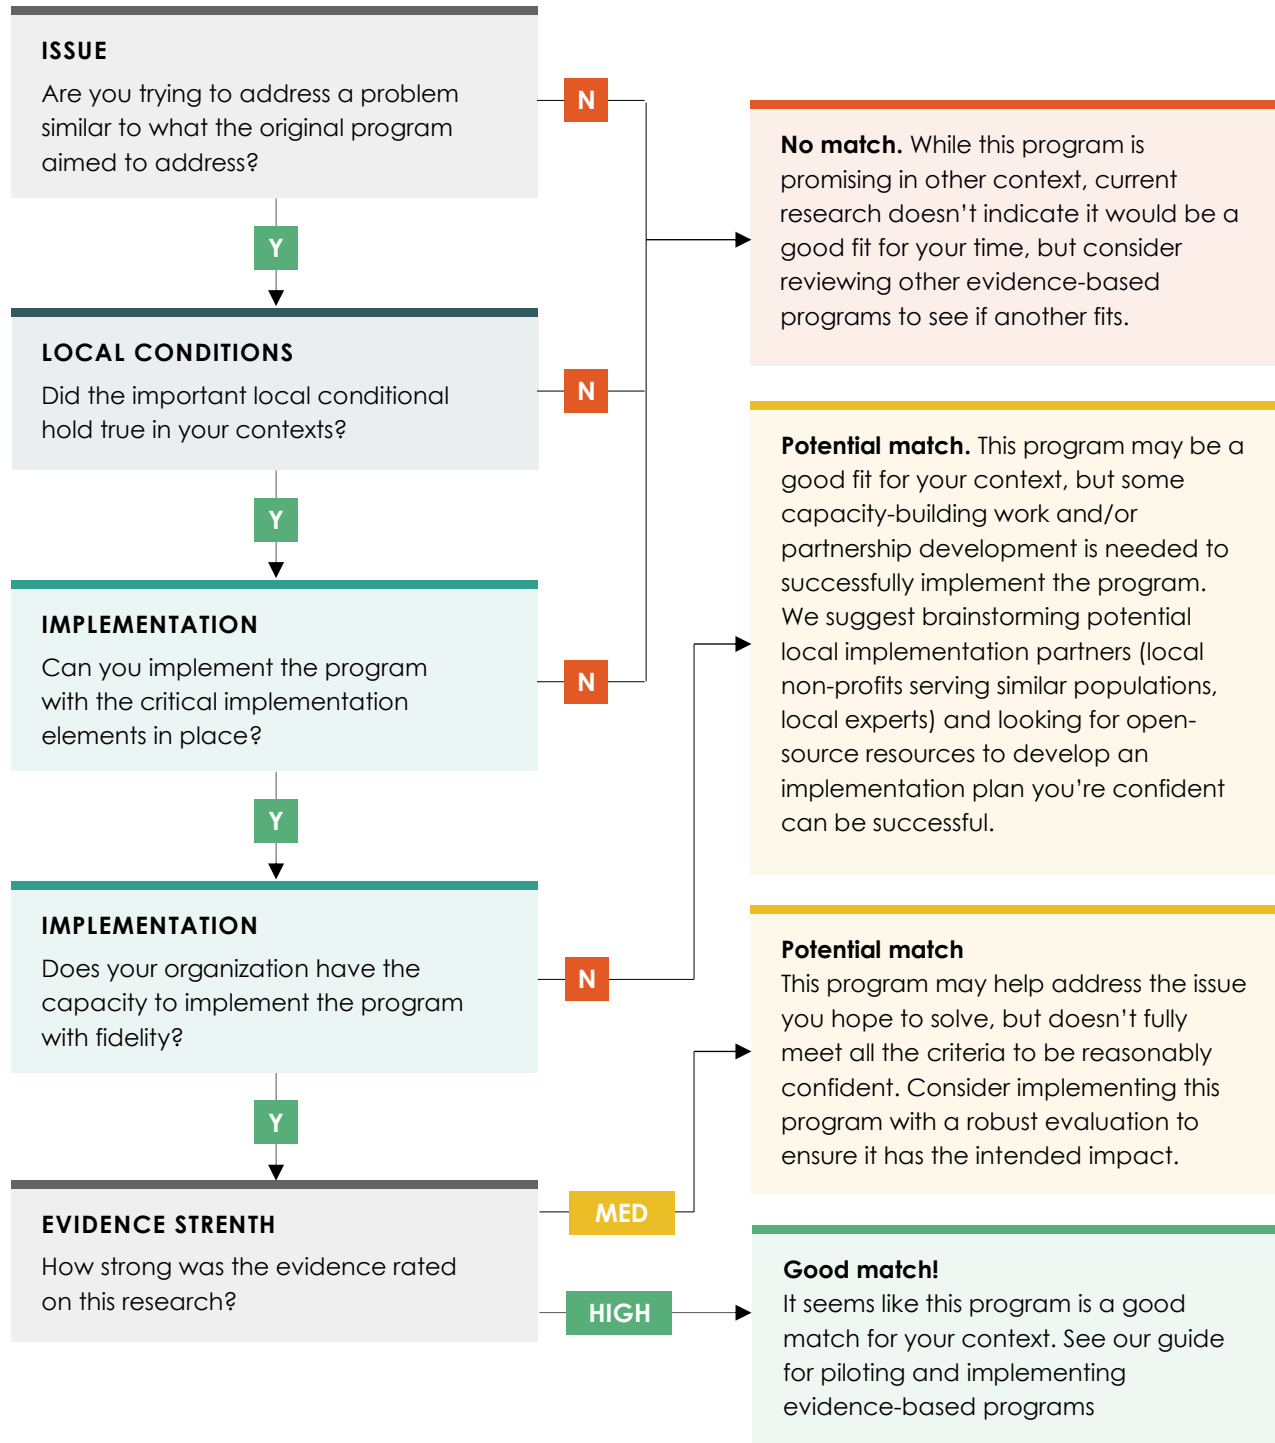 ISSUE
Are you trying to address a problem
similar to what the original program
aimed to address?
N
Y
No match. While this program is
promising in other context, current
research doesn't indicate it would be a
good fit for your time, but consider
reviewing other evidence-based
programs to see if another fits.
LOCAL CONDITIONS
Did the important local conditional
hold true in your contexts?
N
Y
Potential match. This program may be a
good fit for your context, but some
capacity-building work and/or
partnership development is needed to
successfully implement the program.
We suggest brainstorming potential
local implementation partners (local
non-profits serving similar populations,
local experts) and looking for open-
source resources to develop an
implementation plan you're confident
can be successful.
IMPLEMENTATION
Can you implement the program
with the critical implementation
elements in place?
N
Y
IMPLEMENTATION
Does your organization have the
capacity to implement the program
with fidelity?
N
Y
Potential match
This program may help address the issue
you hope to solve, but doesn't fully
meet all the criteria to be reasonably
confident. Consider implementing this
program with a robust evaluation to
ensure it has the intended impact.
EVIDENCE STRENTH
How strong was the evidence rated
on this research?
MED
HIGH
Good match!
It seems like this program is a good
match for your context. See our guide
for piloting and implementing
evidence-based programs